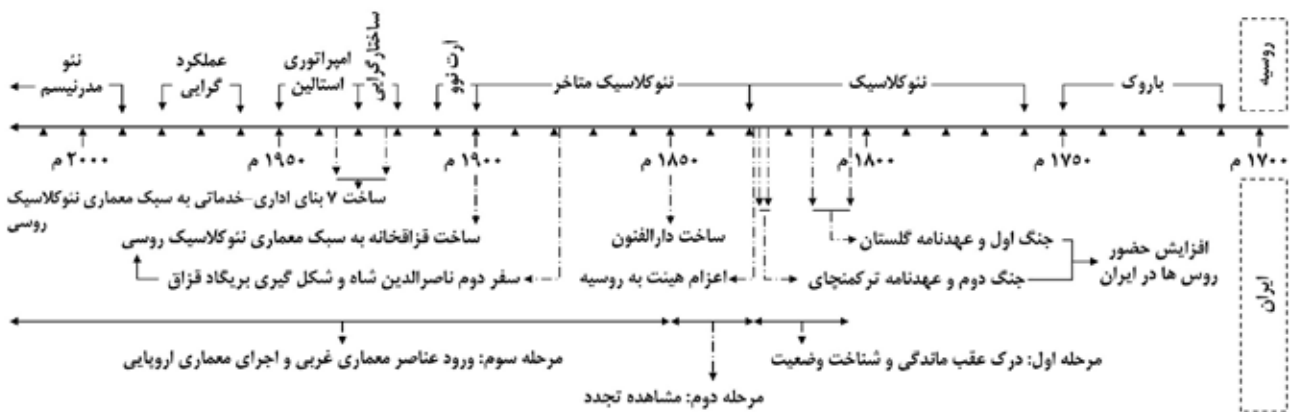 روسیه
باروک
نئوکلاسیک
نئوکلاسیک متاخر
آرت نوو
ساختارگرایی
امپراتوری
استالین
عملکرد
گرایی
نئو
مدرنیسم
۱۷۰۰ م
۱۷۵۰ م
۱۸۰۰ م
۱۸۵۰ م
۱۹۰۰ م
۱۹۵۰ م
۲۰۰۰ م
ایران
افزایش حضور
روس ها در ایران
جنگ اول و عهدنامه گلستان
جنگ دوم و عهدنامه ترکمنچای
ساخت دارالفنون
اعزام هیئت به روسیه
ساخت ۷ بنای اداری-خدماتی به سبک معماری نئوکلاسیک
روسی
ساخت قزاقخانه به سبک معماری نئوکلاسیک روسی
سفر دوم ناصرالدین شاه و شکل گیری بریگاد قزاق
مرحله اول: درک عقب ماندگی و شناخت وضعیت
مرحله دوم: مشاهده تجدد
مرحله سوم: ورود عناصر معماری غربی و اجرای معماری اروپایی